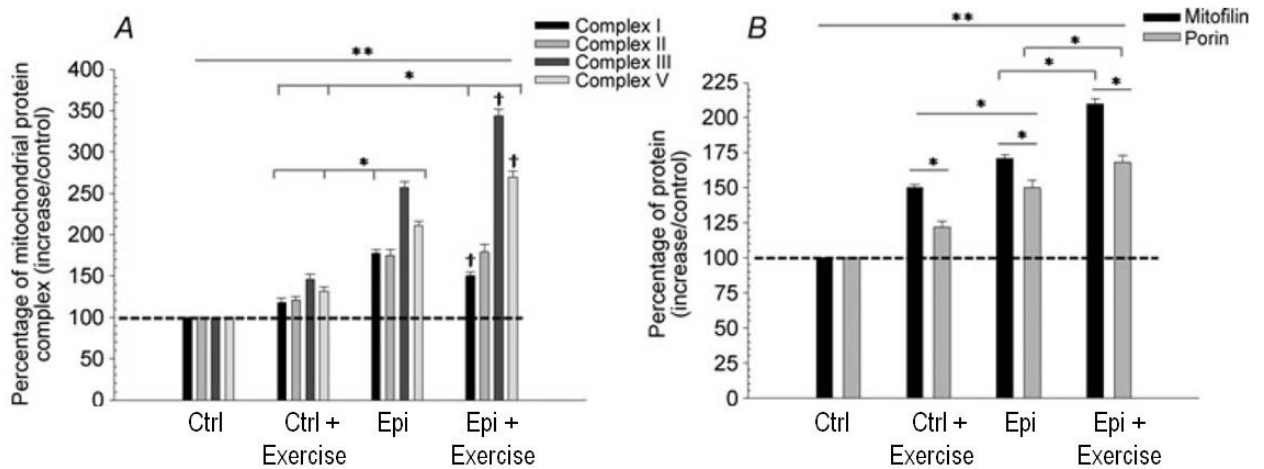 A
Complex I
Complex II
Complex III
Complex V
**
*
*
†
†
†
Percentage of mitochondrial protein
complex (increase/control)
400
350
300
250
200
150
100
50
0
Ctrl
Ctrl +
Exercise
Epi
Epi +
Exercise
B
Mitofilin
Porin
**
*
*
*
*
*
*
Percentage of protein
(increase/control)
225
200
175
150
125
100
75
50
25
0
Ctrl
Ctrl +
Exercise
Epi
Epi +
Exercise